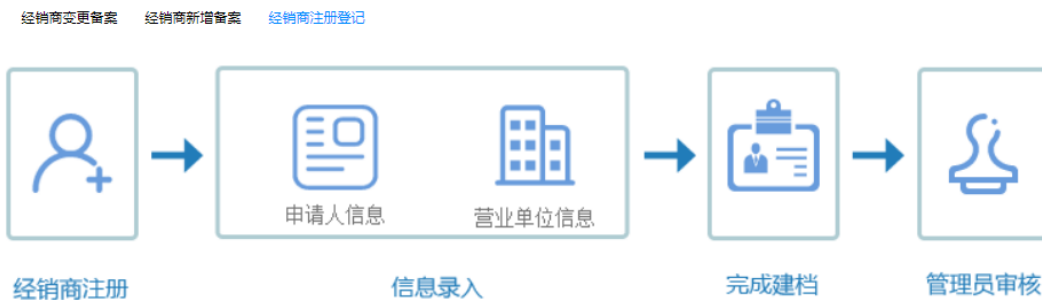 经销商变更备案 经销商新增备案 经销商注册登记
申请人信息 营业单位信息
经销商注册 信息录入 完成建档 管理员审核